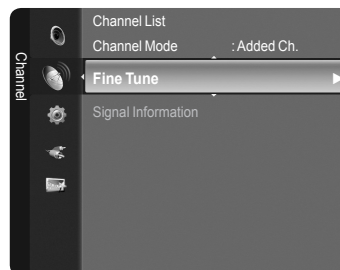 Channel
Channel List
Channel Mode : Added Ch.
Fine Tune
Signal Information